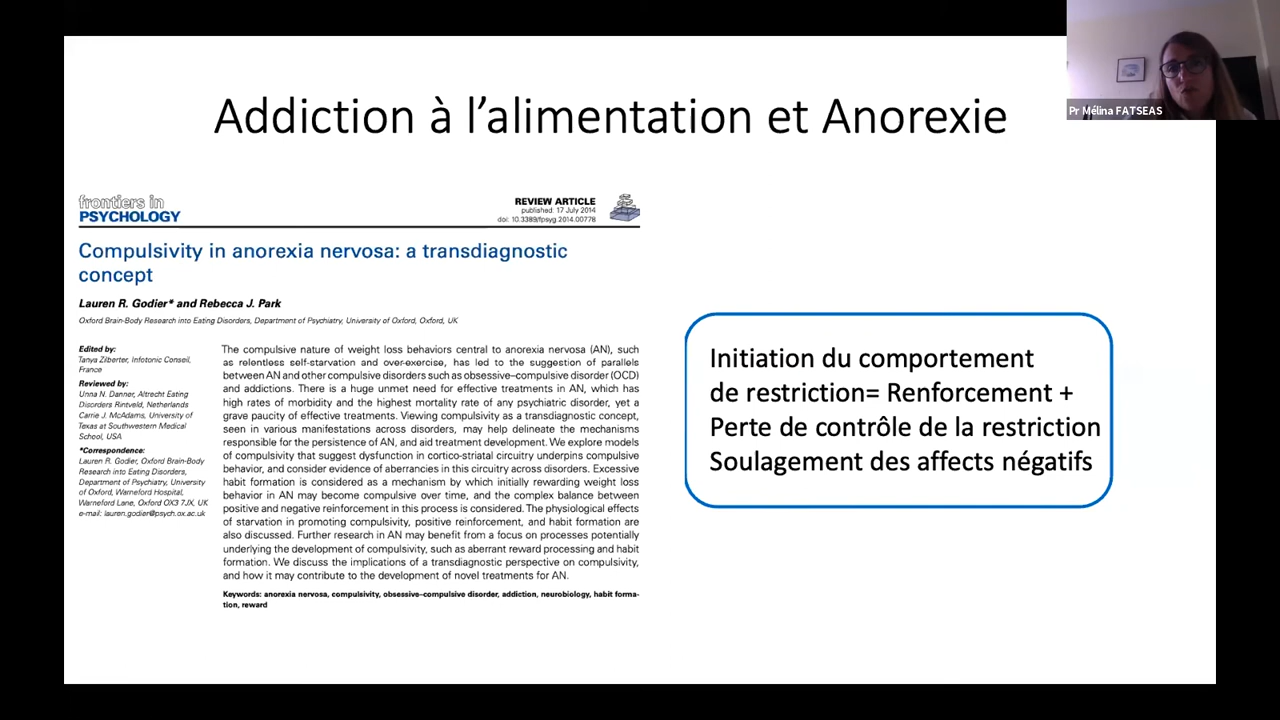 Pr Mélina FATSEAS
Addiction à l’alimentation et Anorexie
frontiers in
PSYCHOLOGY
REVIEW ARTICLE
published: 17 July 2014
doi: 10.3389/fpsyg.2014.00778
Compulsivity in anorexia nervosa: a transdiagnostic
concept
Lauren R. Godier* and Rebecca J. Park
Oxford Brain-Body Research into Eating Disorders, Department of Psychiatry, University of Oxford, Oxford, UK
Edited by:
Tanya Zilberter, Infotonic Conseil,
France
Reviewed by:
Unna N. Danner, Altrecht Eating
Disorders Rintveld, Netherlands
Carrie J. McAdams, University of
Texas at Southwestern Medical
School, USA
*Correspondence:
Lauren R. Godier, Oxford Brain-Body
Research into Eating Disorders,
Department of Psychiatry, University
of Oxford, Warneford Hospital,
Warneford Lane, Oxford OX3 7JX, UK
e-mail: lauren.godier@psych.ox.ac.uk
The compulsive nature of weight loss behaviors central to anorexia nervosa (AN), such
as relentless self-starvation and over-exercise, has led to the suggestion of parallels
between AN and other compulsive disorders such as obsessive–compulsive disorder (OCD)
and addictions. There is a huge unmet need for effective treatments in AN, which has
high rates of morbidity and the highest mortality rate of any psychiatric disorder, yet a
grave paucity of effective treatments. Viewing compulsivity as a transdiagnostic concept,
seen in various manifestations across disorders, may help delineate the mechanisms
responsible for the persistence of AN, and aid treatment development. We explore models
of compulsivity that suggest dysfunction in cortico-striatal circuitry underpins compulsive
behavior, and consider evidence of aberrancies in this circuitry across disorders. Excessive
habit formation is considered as a mechanism by which initially rewarding weight loss
behavior in AN may become compulsive over time, and the complex balance between
positive and negative reinforcement in this process is considered. The physiological effects
of starvation in promoting compulsivity, positive reinforcement, and habit formation are
also discussed. Further research in AN may benefit from a focus on processes potentially
underlying the development of compulsivity, such as aberrant reward processing and habit
formation. We discuss the implications of a transdiagnostic perspective on compulsivity,
and how it may contribute to the development of novel treatments for AN.
Keywords: anorexia nervosa, compulsivity, obsessive–compulsive disorder, addiction, neurobiology, habit forma-
tion, reward
Initiation du comportement
de restriction= Renforcement +
Perte de contrôle de la restriction
Soulagement des affects négatifs